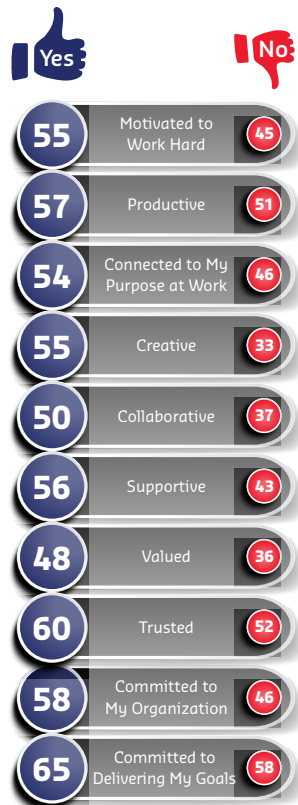 Yes No
55 Motivated to Work Hard 45
57 Productive 51
54 Connected to My Purpose at Work 46
55 Creative 33
50 Collaborative 37
56 Supportive 43
48 Valued 36
60 Trusted 52
58 Committed to My Organization 46
65 Committed to Delivering My Goals 58